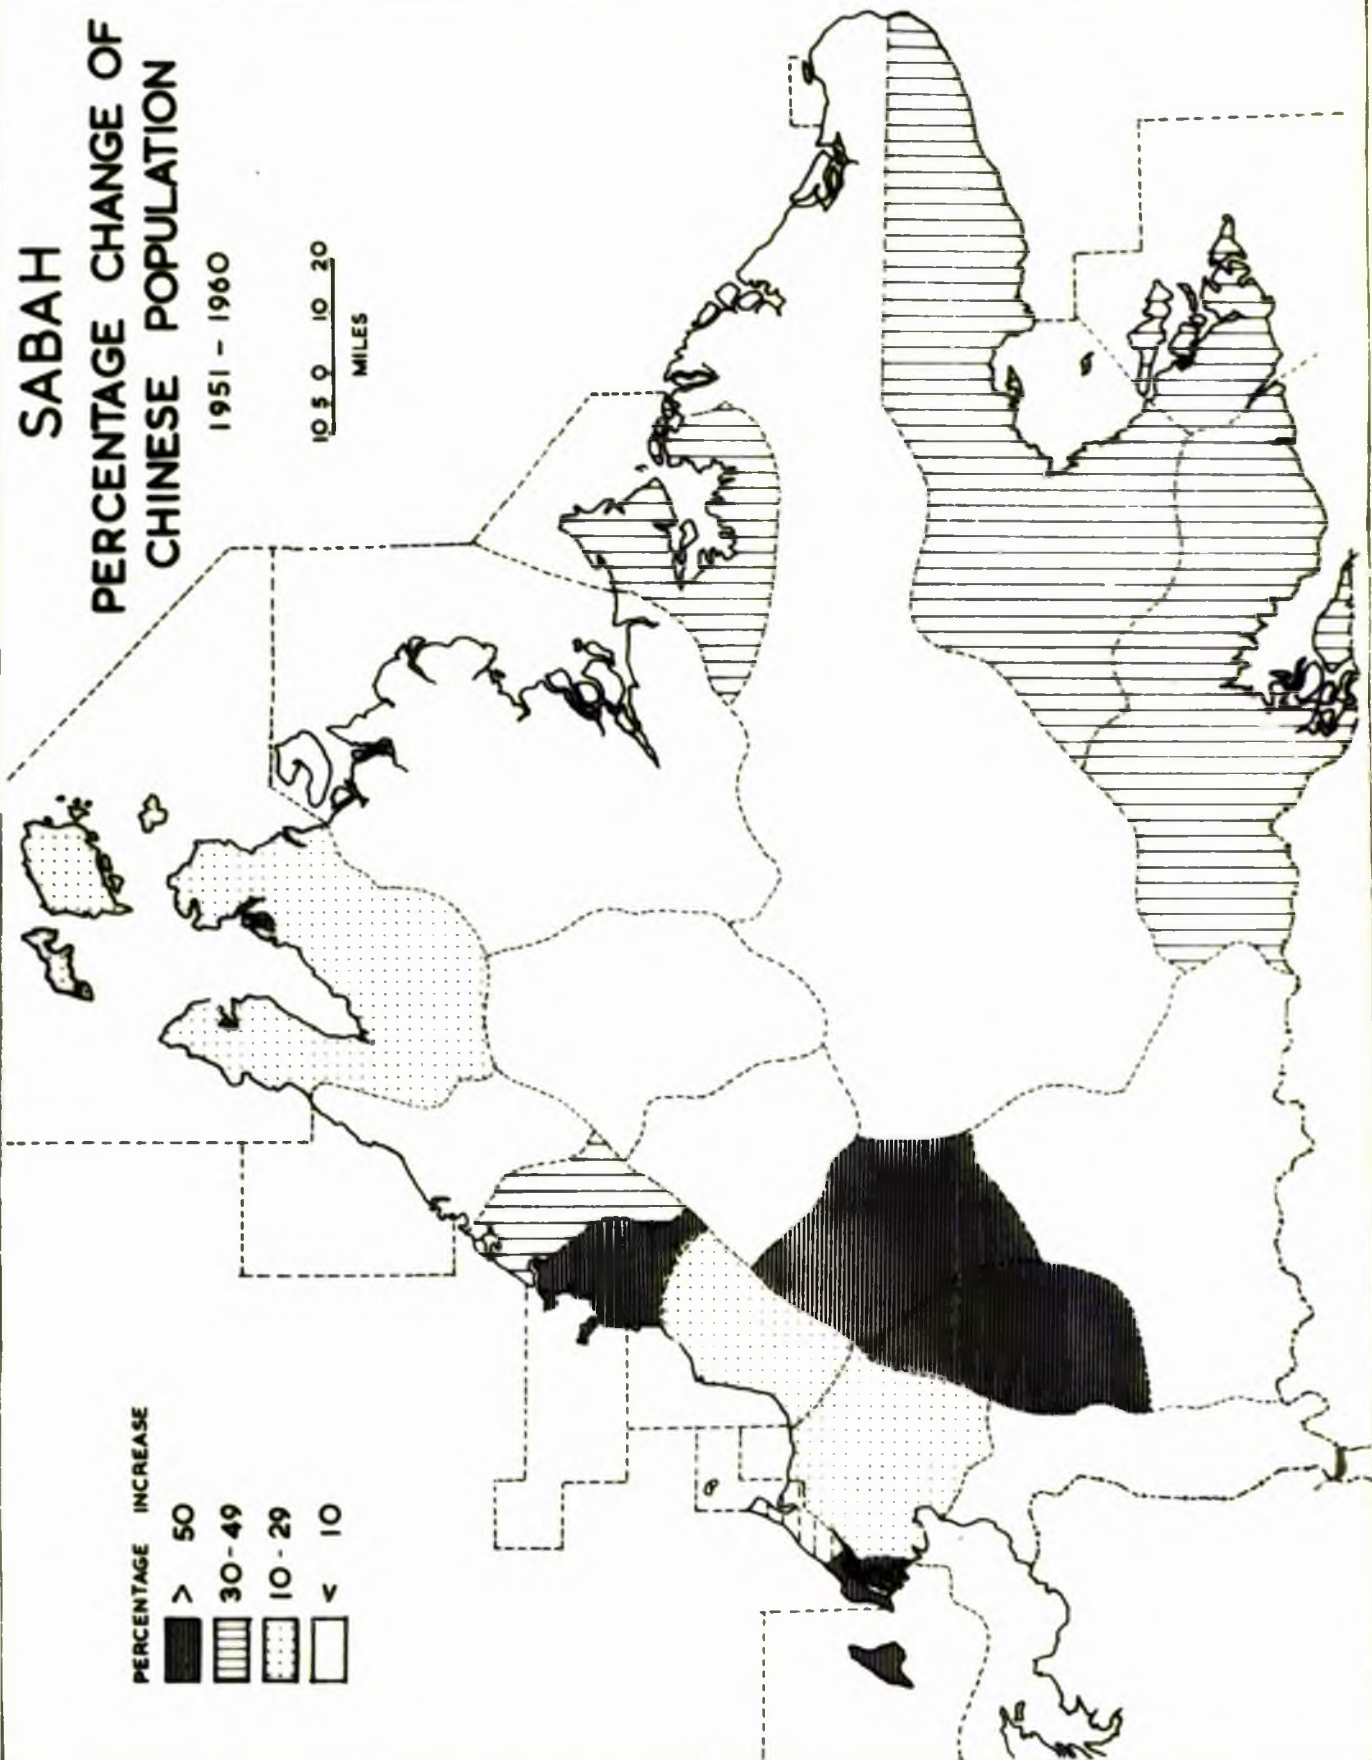 SABAH
PERCENTAGE CHANGE OF
CHINESE POPULATION
1951 - 1960
10 5 0 10 20
MILES
PERCENTAGE INCREASE
> 50
30-49
10-29
< 10